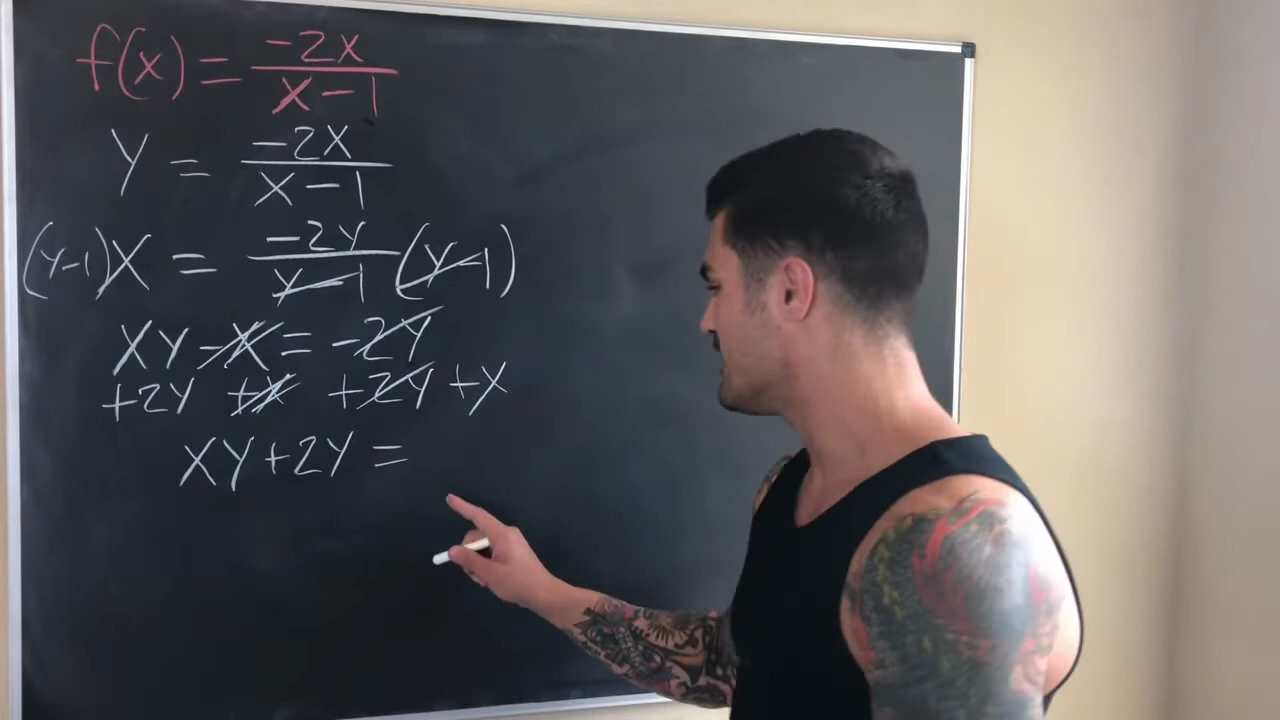 f(x) = -2x / x-1
y = -2x / x-1
(y-1)x = -2y / y-1 (y-1)
xy-x = -2y
+2y +x +2y +x
xy+2y =